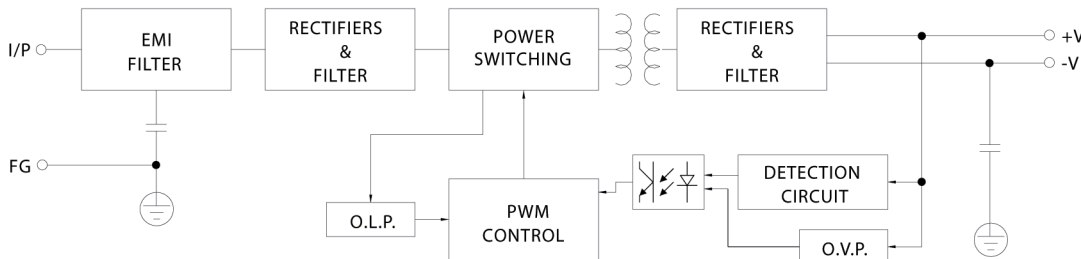 I/P
EMI
FILTER
RECTIFIERS
&
FILTER
POWER
SWITCHING
RECTIFIERS
&
FILTER
+V
-V
FG
O.L.P.
PWM
CONTROL
DETECTION
CIRCUIT
O.V.P.